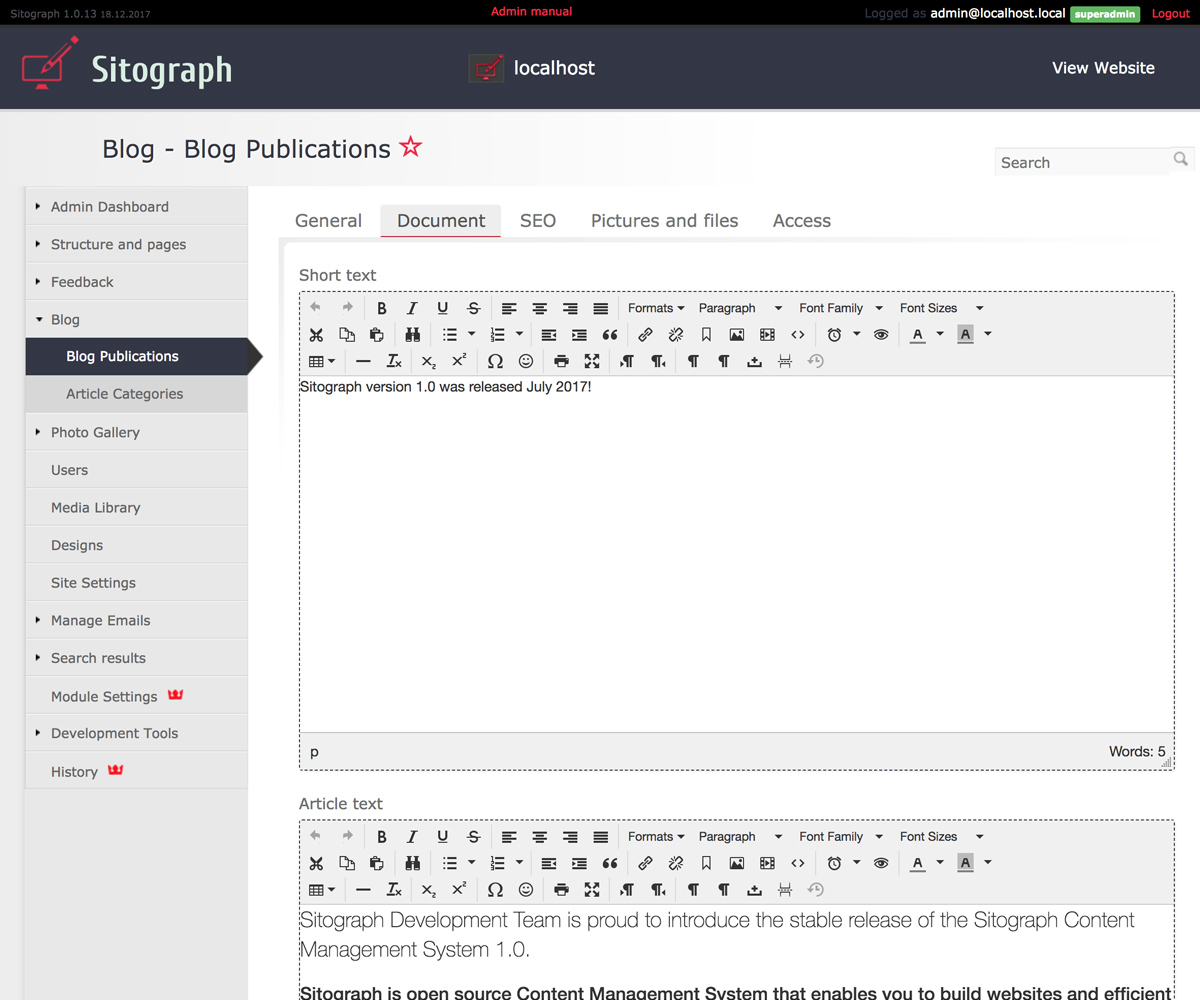 Sitograph 1.0.13 18.12.2017
Admin manual
Logged as admin@localhost.local superadmin Logout
Sitograph
localhost
View Website
Blog - Blog Publications
Search
Admin Dashboard
Structure and pages
Feedback
Blog
Blog Publications
Article Categories
Photo Gallery
Users
Media Library
Designs
Site Settings
Manage Emails
Search results
Module Settings
Development Tools
History
General Document SEO Pictures and files Access
Short text
Formats Paragraph Font Family Font Sizes
Sitograph version 1.0 was released July 2017!
p Words: 5
Article text
Formats Paragraph Font Family Font Sizes
Sitograph Development Team is proud to introduce the stable release of the Sitograph Content
Management System 1.0.
Sitograph is open source Content Management System that enables you to build websites and efficient